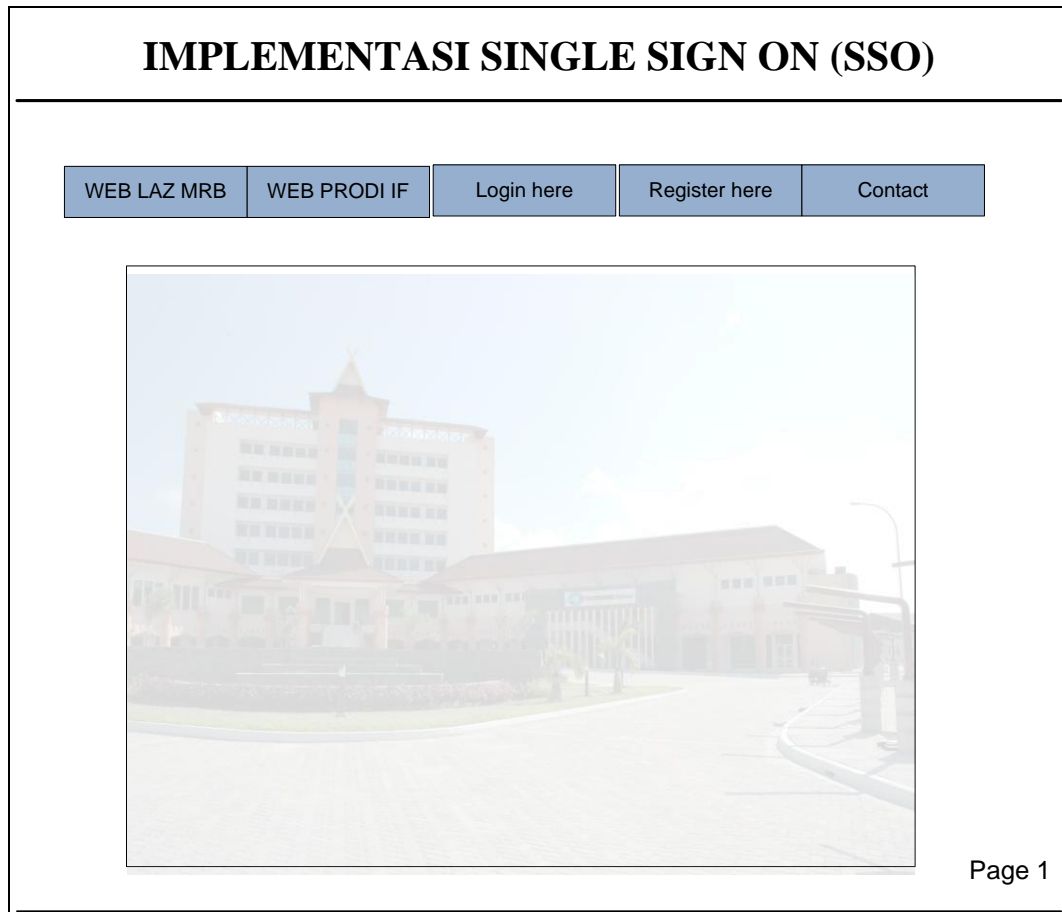 IMPLEMENTASI SINGLE SIGN ON (SSO)
WEB LAZ MRB WEB PRODI IF Login here Register here Contact
Page 1